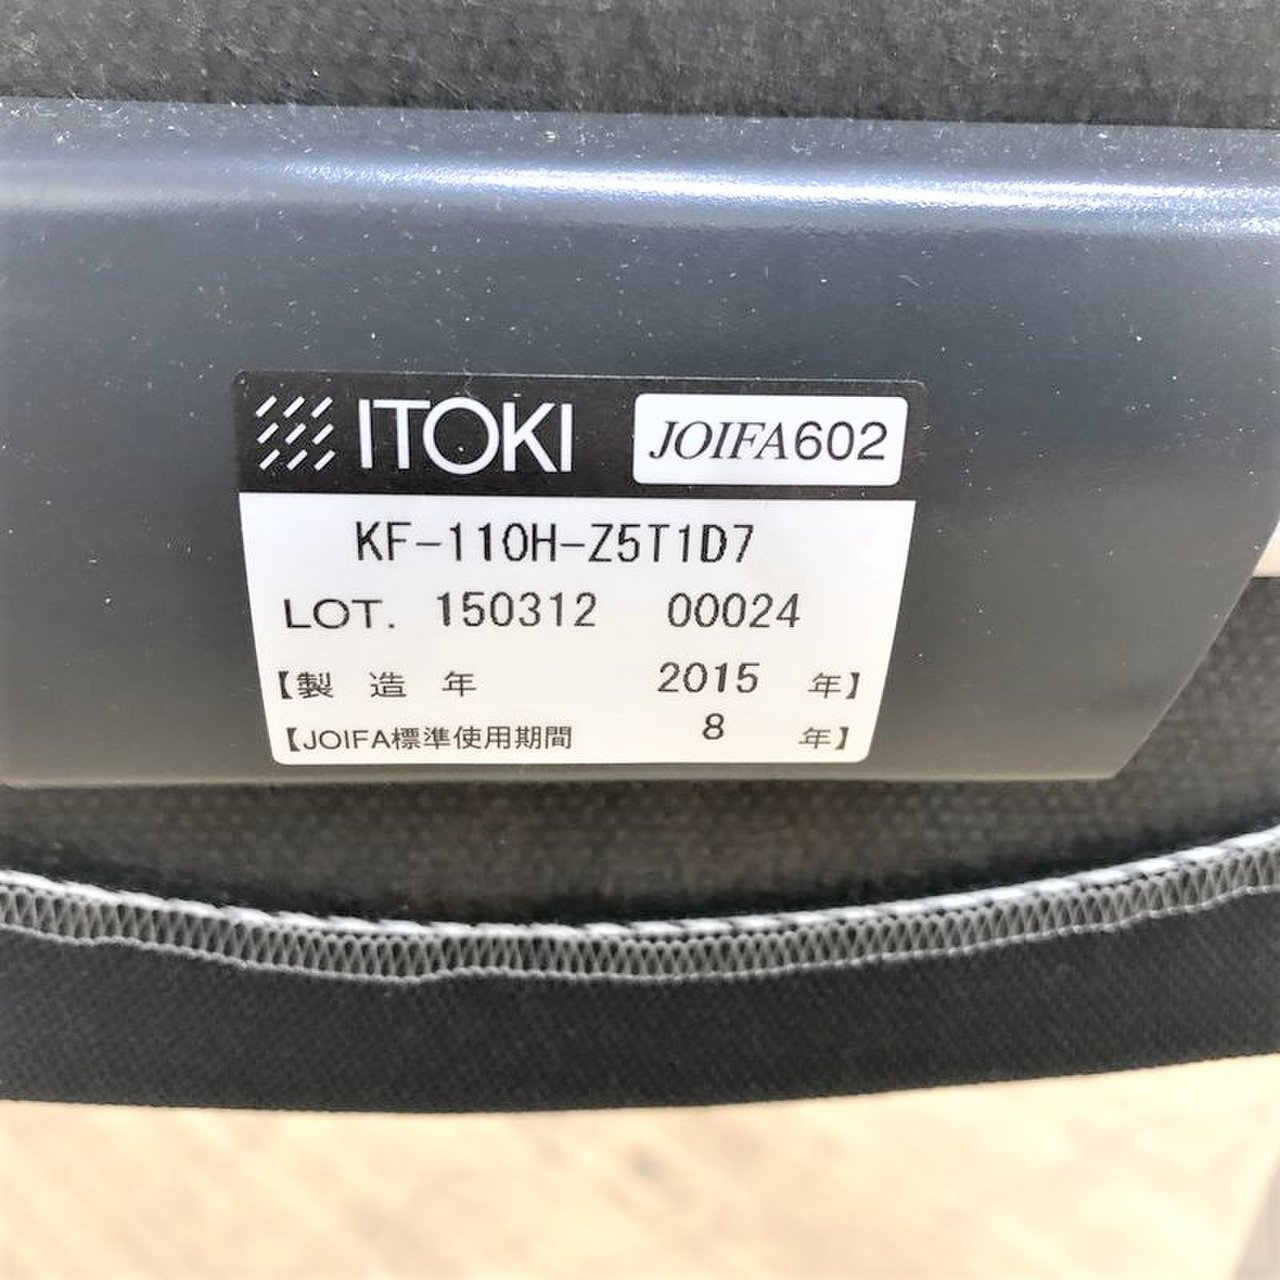 ITOKI JOIFA602
KF-110H-Z5T1D7
LOT. 150312 00024
【製造年 2015 年】
【JOIFA標準使用期間 8 年】